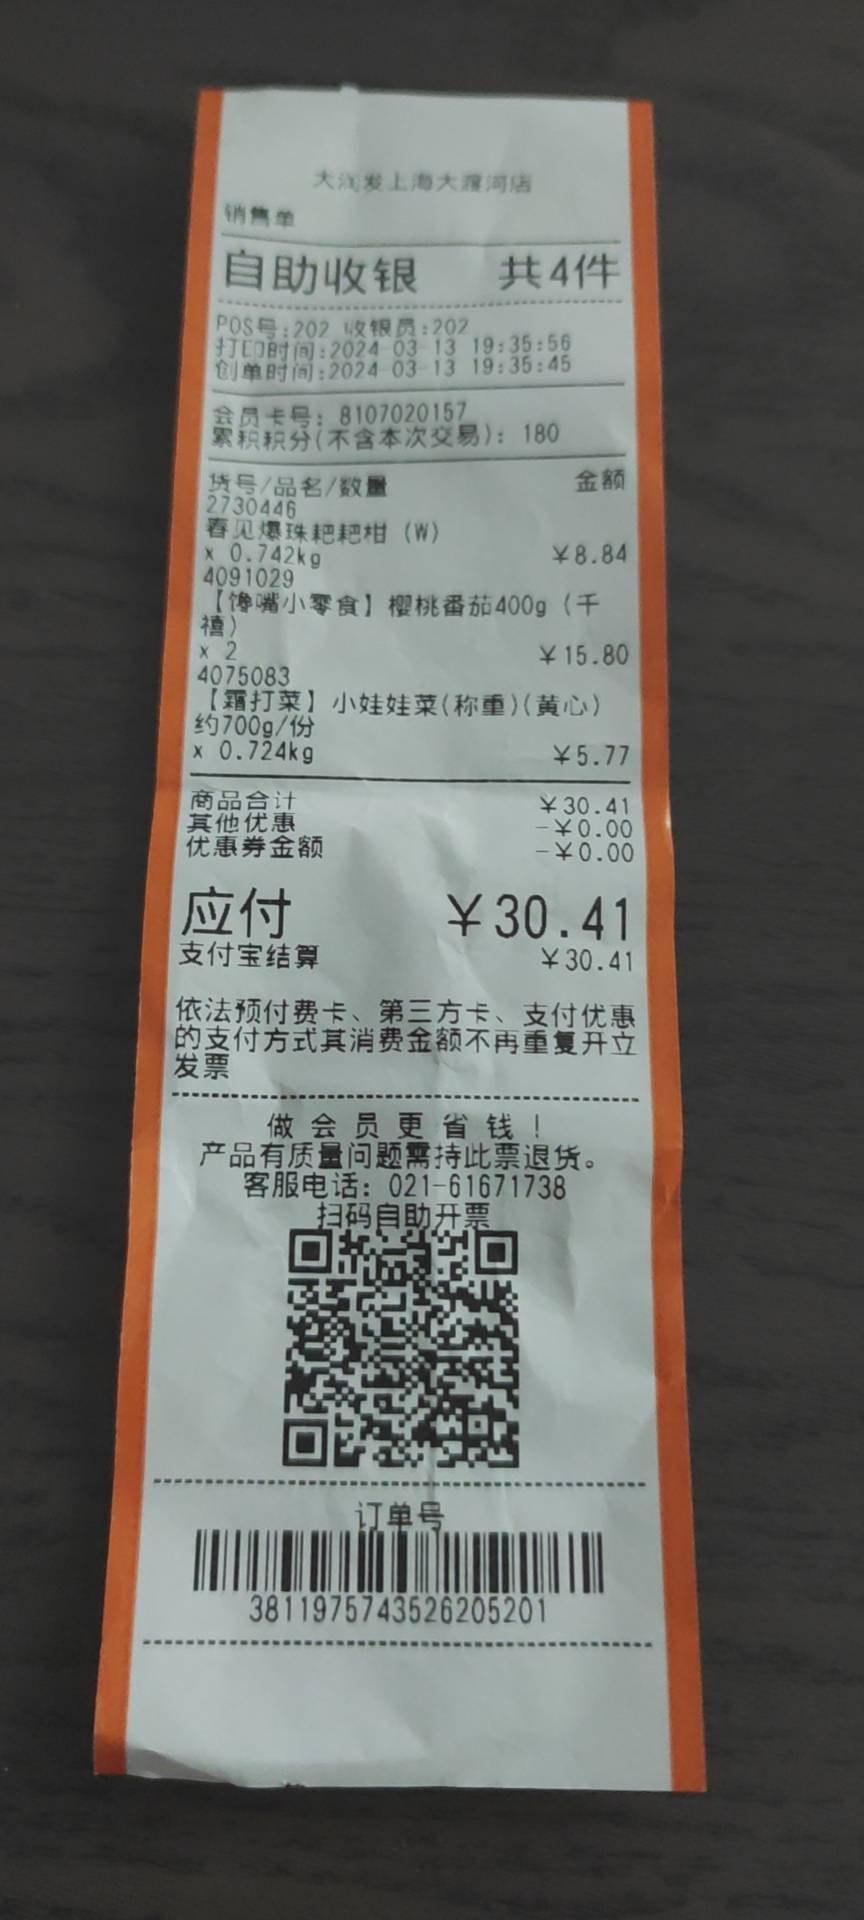 大润发上海大渡河店
销售单
自助收银 共4件
POS号:202 收银员:202
打印时间:2024-03-13 19:35:56
创单时间:2024-03-13 19:35:45
会员卡号: 8107020157
累积积分(不含本次交易): 180
货号/品名/数量 金额
2730446
春见爆珠耙耙柑 (W)
x 0.742kg ¥8.84
4091029
【馋嘴小零食】樱桃番茄400g (千
禧)
x 2 ¥15.80
4075083
【霜打菜】小娃娃菜(称重)(黄心)
约700g/份
x 0.724kg ¥5.77
商品合计 ¥30.41
其他优惠 -¥0.00
优惠券金额 -¥0.00
应付 ¥30.41
支付宝结算 ¥30.41
依法预付费卡、第三方卡、支付优惠
的支付方式其消费金额不再重复开立
发票
做会员更省钱!
产品有质量问题需持此票退货。
客服电话: 021-61671738
扫码自助开票
订单号
3811975743526205201